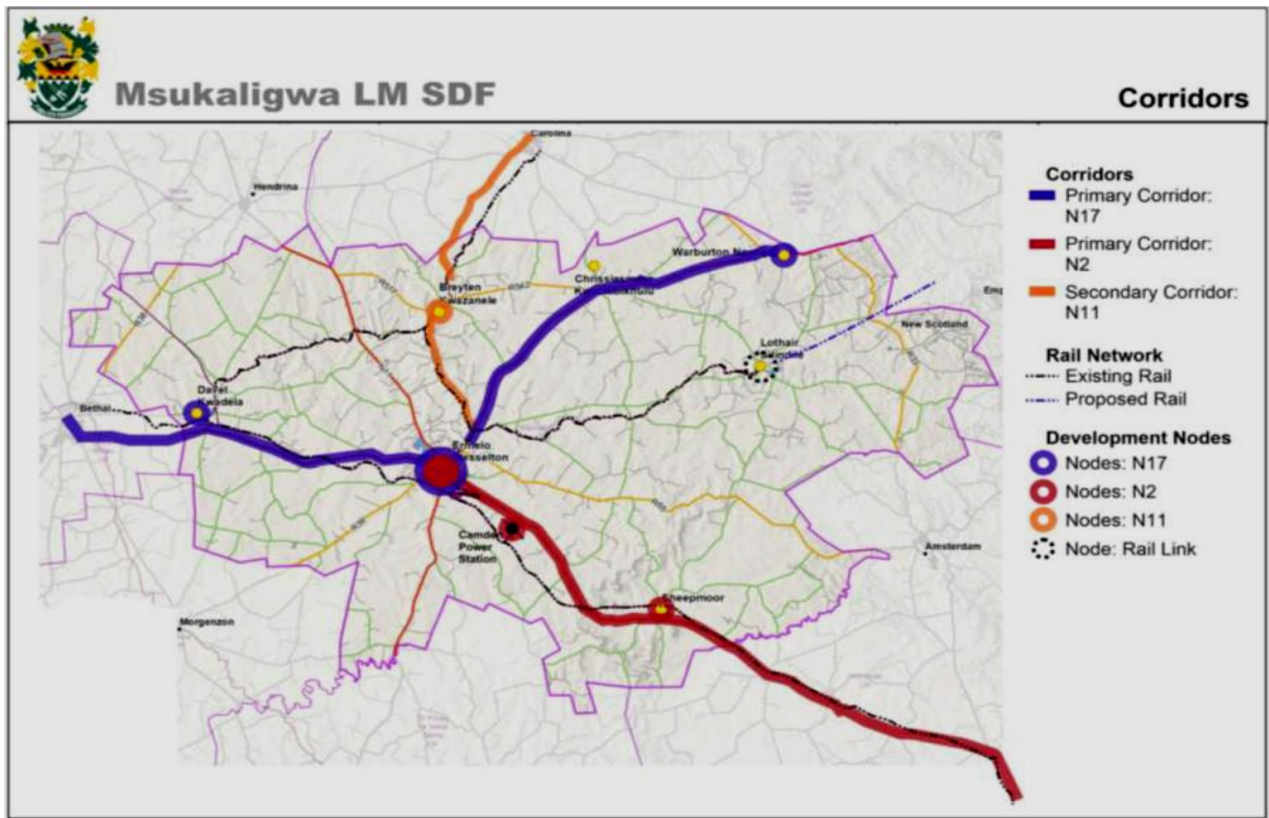 Msukaligwa LM SDF
Corridors
Corridors
Primary Corridor:
N17
Primary Corridor:
N2
Secondary Corridor:
N11
Rail Network
Existing Rail
Proposed Rail
Development Nodes
Nodes: N17
Nodes: N2
Nodes: N11
Node: Rail Link
Carolina
Hendrina
Warburton
Breyten
Kwazanele
New Scotland
Lothair
Davel
Kwadela
Bethal
Ermelo
Wesselton
Camden
Power
Station
Amsterdam
Sheepmoor
Morgenzon